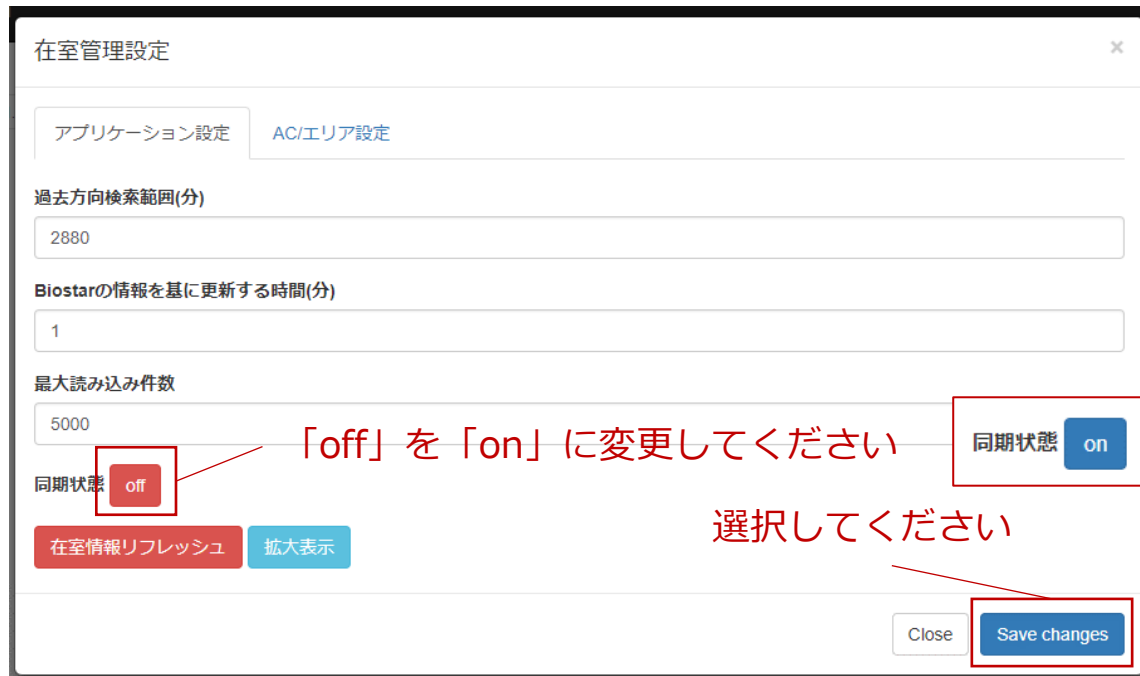 在室管理設定 ×
アプリケーション設定 AC/エリア設定
過去方向検索範囲(分)
2880
Biostarの情報を基に更新する時間(分)
1
最大読み込み件数
5000
「off」を「on」に変更してください
同期状態 on
同期状態 off
選択してください
在室情報リフレッシュ 拡大表示
Close Save changes